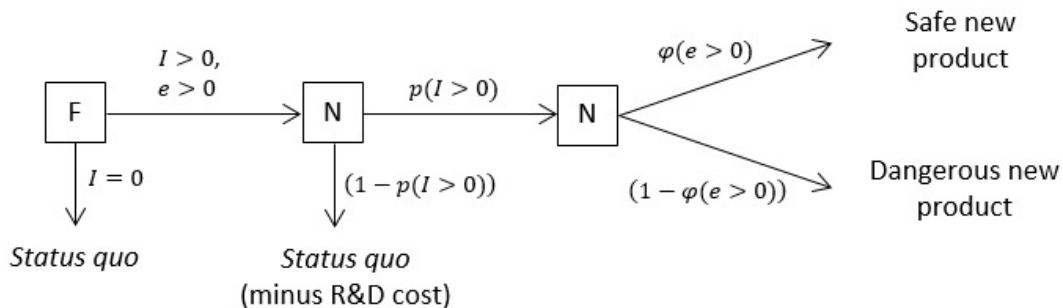 Safe new
product
I > 0,
e > 0
φ(e > 0)
p(I > 0)
F
N
N
I = 0
(1 − p(I > 0))
(1 − φ(e > 0))
Dangerous new
product
Status quo
Status quo
(minus R&D cost)